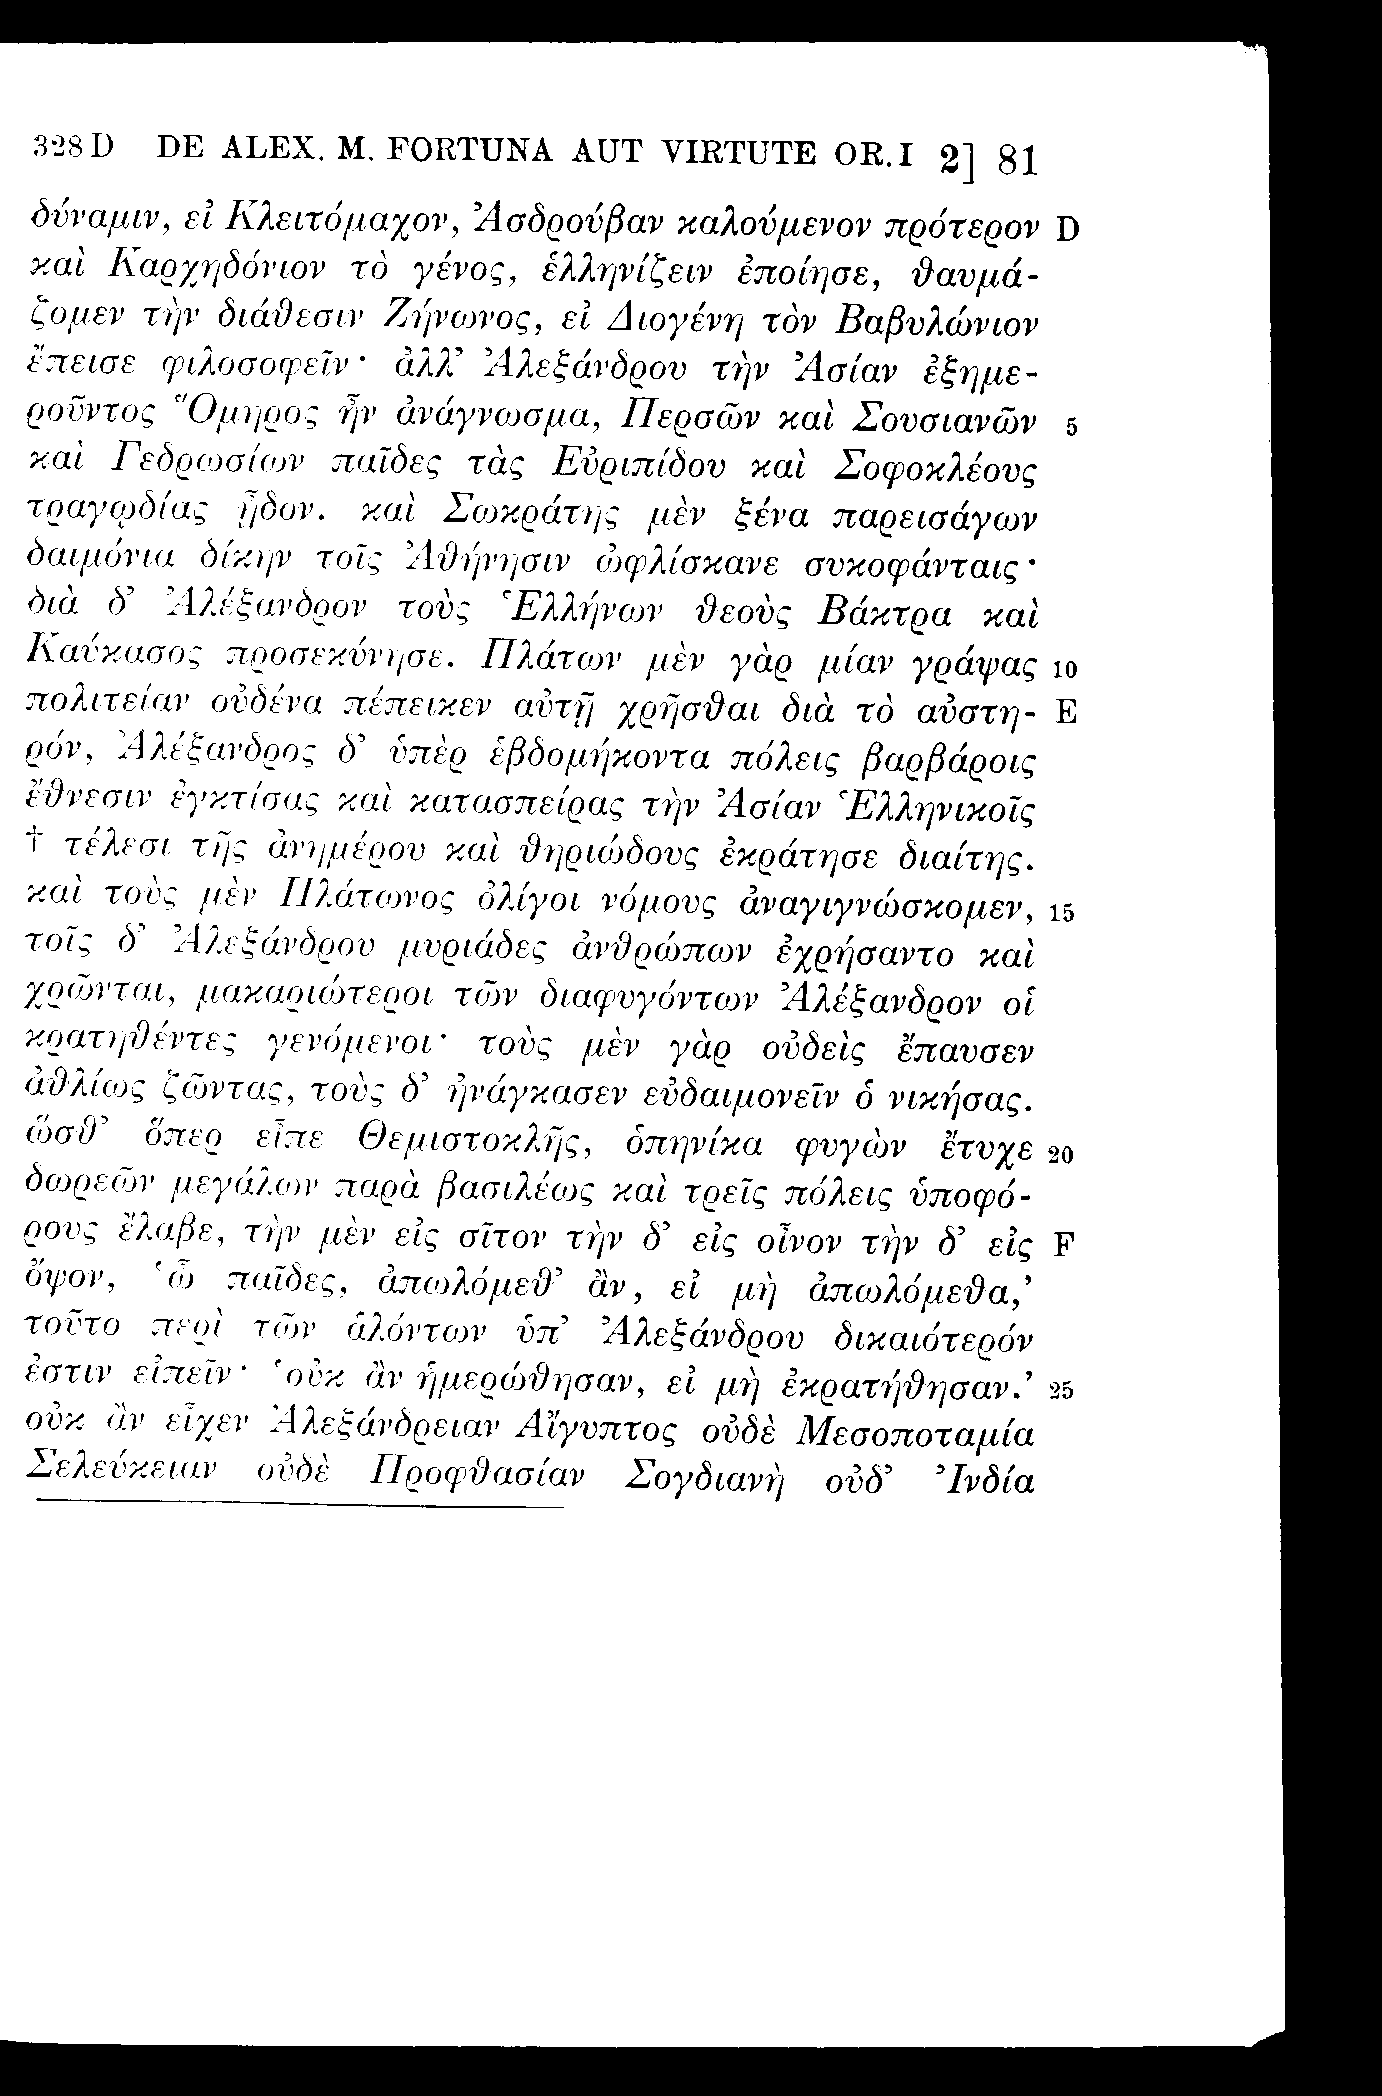 328 D DE ALEX. M. FORTUNA AUT VIRTUTE OR. I 2] 81
δύναμιν, εἰ Κλειτόμαχον, Ἀσδρούβαν καλούμενον πρότερον D
καὶ Καρχηδόνιον τὸ γένος, ἑλληνίζειν ἐποίησε, θαυμά-
ζομεν τὴν διάθεσιν Ζήνωνος, εἰ Διογένη τὸν Βαβυλώνιον
ἔπεισε φιλοσοφεῖν· ἀλλ’ Ἀλεξάνδρου τὴν Ἀσίαν ἐξημε-
ροῦντος Ὅμηρος ἦν ἀνάγνωσμα, Περσῶν καὶ Σουσιανῶν 5
καὶ Γεδρωσίων παῖδες τὰς Εὐριπίδου καὶ Σοφοκλέους
τραγῳδίας ᾖδον. καὶ Σωκράτης μὲν ξένα παρεισάγων
δαιμόνια δίκην τοῖς Ἀθήνησιν ὠφλίσκανε συκοφάνταις·
διὰ δ’ Ἀλέξανδρον τοὺς Ἑλλήνων θεοὺς Βάκτρα καὶ
Καύκασος προσεκύνησε. Πλάτων μὲν γὰρ μίαν γράψας 10
πολιτείαν οὐδένα πέπεικεν αὐτῇ χρῆσθαι διὰ τὸ αὐστη- E
ρόν, Ἀλέξανδρος δ’ ὑπὲρ ἑβδομήκοντα πόλεις βαρβάροις
ἔθνεσιν ἐγκτίσας καὶ κατασπείρας τὴν Ἀσίαν Ἑλληνικοῖς
† τέλεσι τῆς ἀνημέρου καὶ θηριώδους ἐκράτησε διαίτης.
καὶ τοὺς μὲν Πλάτωνος ὀλίγοι νόμους ἀναγιγνώσκομεν, 15
τοῖς δ’ Ἀλεξάνδρου μυριάδες ἀνθρώπων ἐχρήσαντο καὶ
χρῶνται, μακαριώτεροι τῶν διαφυγόντων Ἀλέξανδρον οἱ
κρατηθέντες γενόμενοι· τοὺς μὲν γὰρ οὐδεὶς ἔπαυσεν
ἀθλίως ζῶντας, τοὺς δ’ ἠνάγκασεν εὐδαιμονεῖν ὁ νικήσας.
ὥσθ’ ὅπερ εἶπε Θεμιστοκλῆς, ὁπηνίκα φυγὼν ἔτυχε 20
δωρεῶν μεγάλων παρὰ βασιλέως καὶ τρεῖς πόλεις ὑποφό-
ρους ἔλαβε, τὴν μὲν εἰς σῖτον τὴν δ’ εἰς οἶνον τὴν δ’ εἰς F
ὄψον, ‘ὦ παῖδες, ἀπωλόμεθ’ ἄν, εἰ μὴ ἀπωλόμεθα,’
τοῦτο περὶ τῶν ἁλόντων ὑπ’ Ἀλεξάνδρου δικαιότερόν
ἐστιν εἰπεῖν· ‘οὐκ ἂν ἡμερώθησαν, εἰ μὴ ἐκρατήθησαν.’ 25
οὐκ ἂν εἶχεν Ἀλεξάνδρειαν Αἴγυπτος οὐδὲ Μεσοποταμία
Σελεύκειαν οὐδὲ Προφθασίαν Σογδιανὴ οὐδ’ Ἰνδία